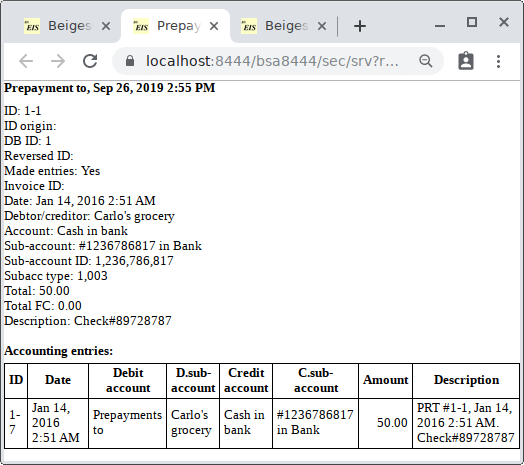 EIS Beiges
EIS Prepay
EIS Beiges
localhost:8444/bsa8444/sec/srv?r...
Prepayment to, Sep 26, 2019 2:55 PM
ID: 1-1
ID origin:
DB ID: 1
Reversed ID:
Made entries: Yes
Invoice ID:
Date: Jan 14, 2016 2:51 AM
Debtor/creditor: Carlo's grocery
Account: Cash in bank
Sub-account: #1236786817 in Bank
Sub-account ID: 1,236,786,817
Subacc type: 1,003
Total: 50.00
Total FC: 0.00
Description: Check#89728787
Accounting entries:
ID Date Debit account D.sub-account Credit account C.sub-account Amount Description
1-7 Jan 14, 2016 2:51 AM Prepayments to Carlo's grocery Cash in bank #1236786817 in Bank 50.00 PRT #1-1, Jan 14, 2016 2:51 AM. Check#89728787